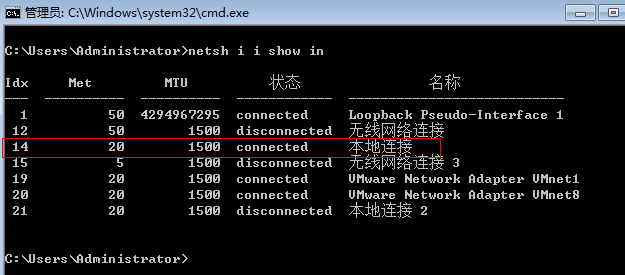 管理员: C:\Windows\system32\cmd.exe
C:\Users\Administrator>netsh i i show in
Idx Met MTU 状态 名称
--- ---------- ---------- ------------ ---------------------------
1 50 4294967295 connected Loopback Pseudo-Interface 1
12 50 1500 disconnected 无线网络连接
14 20 1500 connected 本地连接
15 5 1500 disconnected 无线网络连接 3
19 20 1500 connected VMware Network Adapter VMnet1
20 20 1500 connected VMware Network Adapter VMnet8
21 20 1500 disconnected 本地连接 2
C:\Users\Administrator>